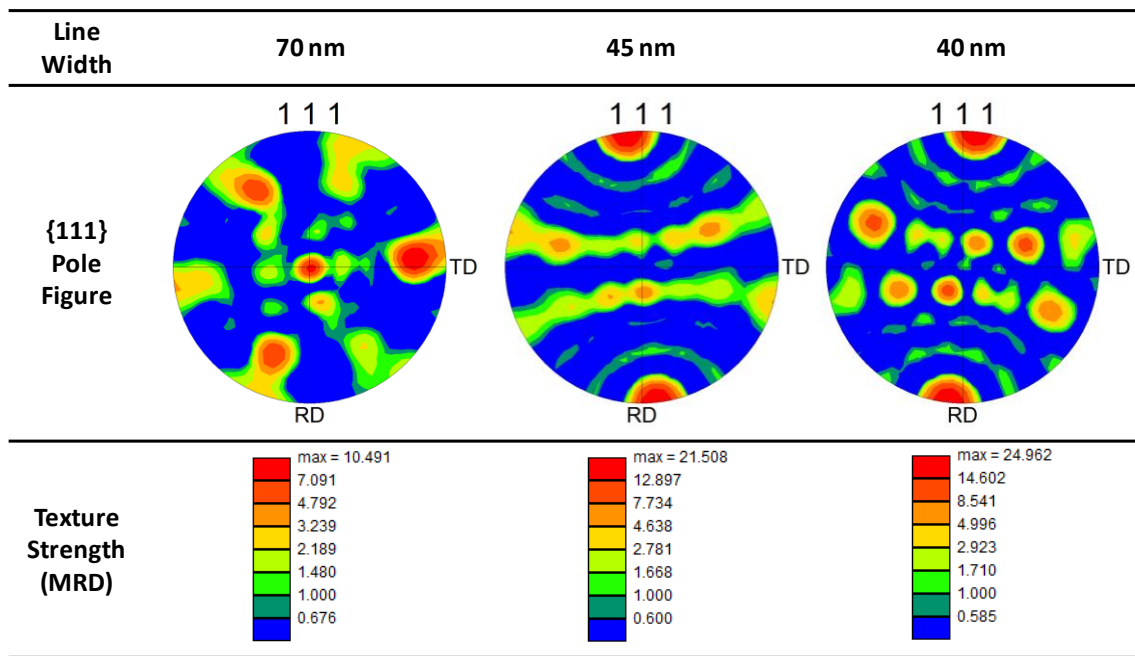 Line Width
70 nm
45 nm
40 nm
{111} Pole Figure
1 1 1
TD
RD
1 1 1
TD
RD
1 1 1
TD
RD
Texture Strength (MRD)
max = 10.491
7.091
4.792
3.239
2.189
1.480
1.000
0.676
max = 21.508
12.897
7.734
4.638
2.781
1.668
1.000
0.600
max = 24.962
14.602
8.541
4.996
2.923
1.710
1.000
0.585